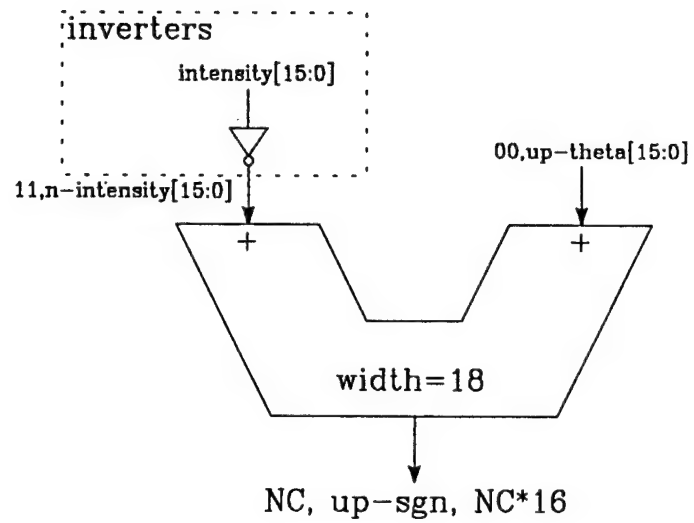 inverters
intensity[15:0]
00,up-theta[15:0]
11,n-intensity[15:0]
+ +
width=18
NC, up-sgn, NC*16